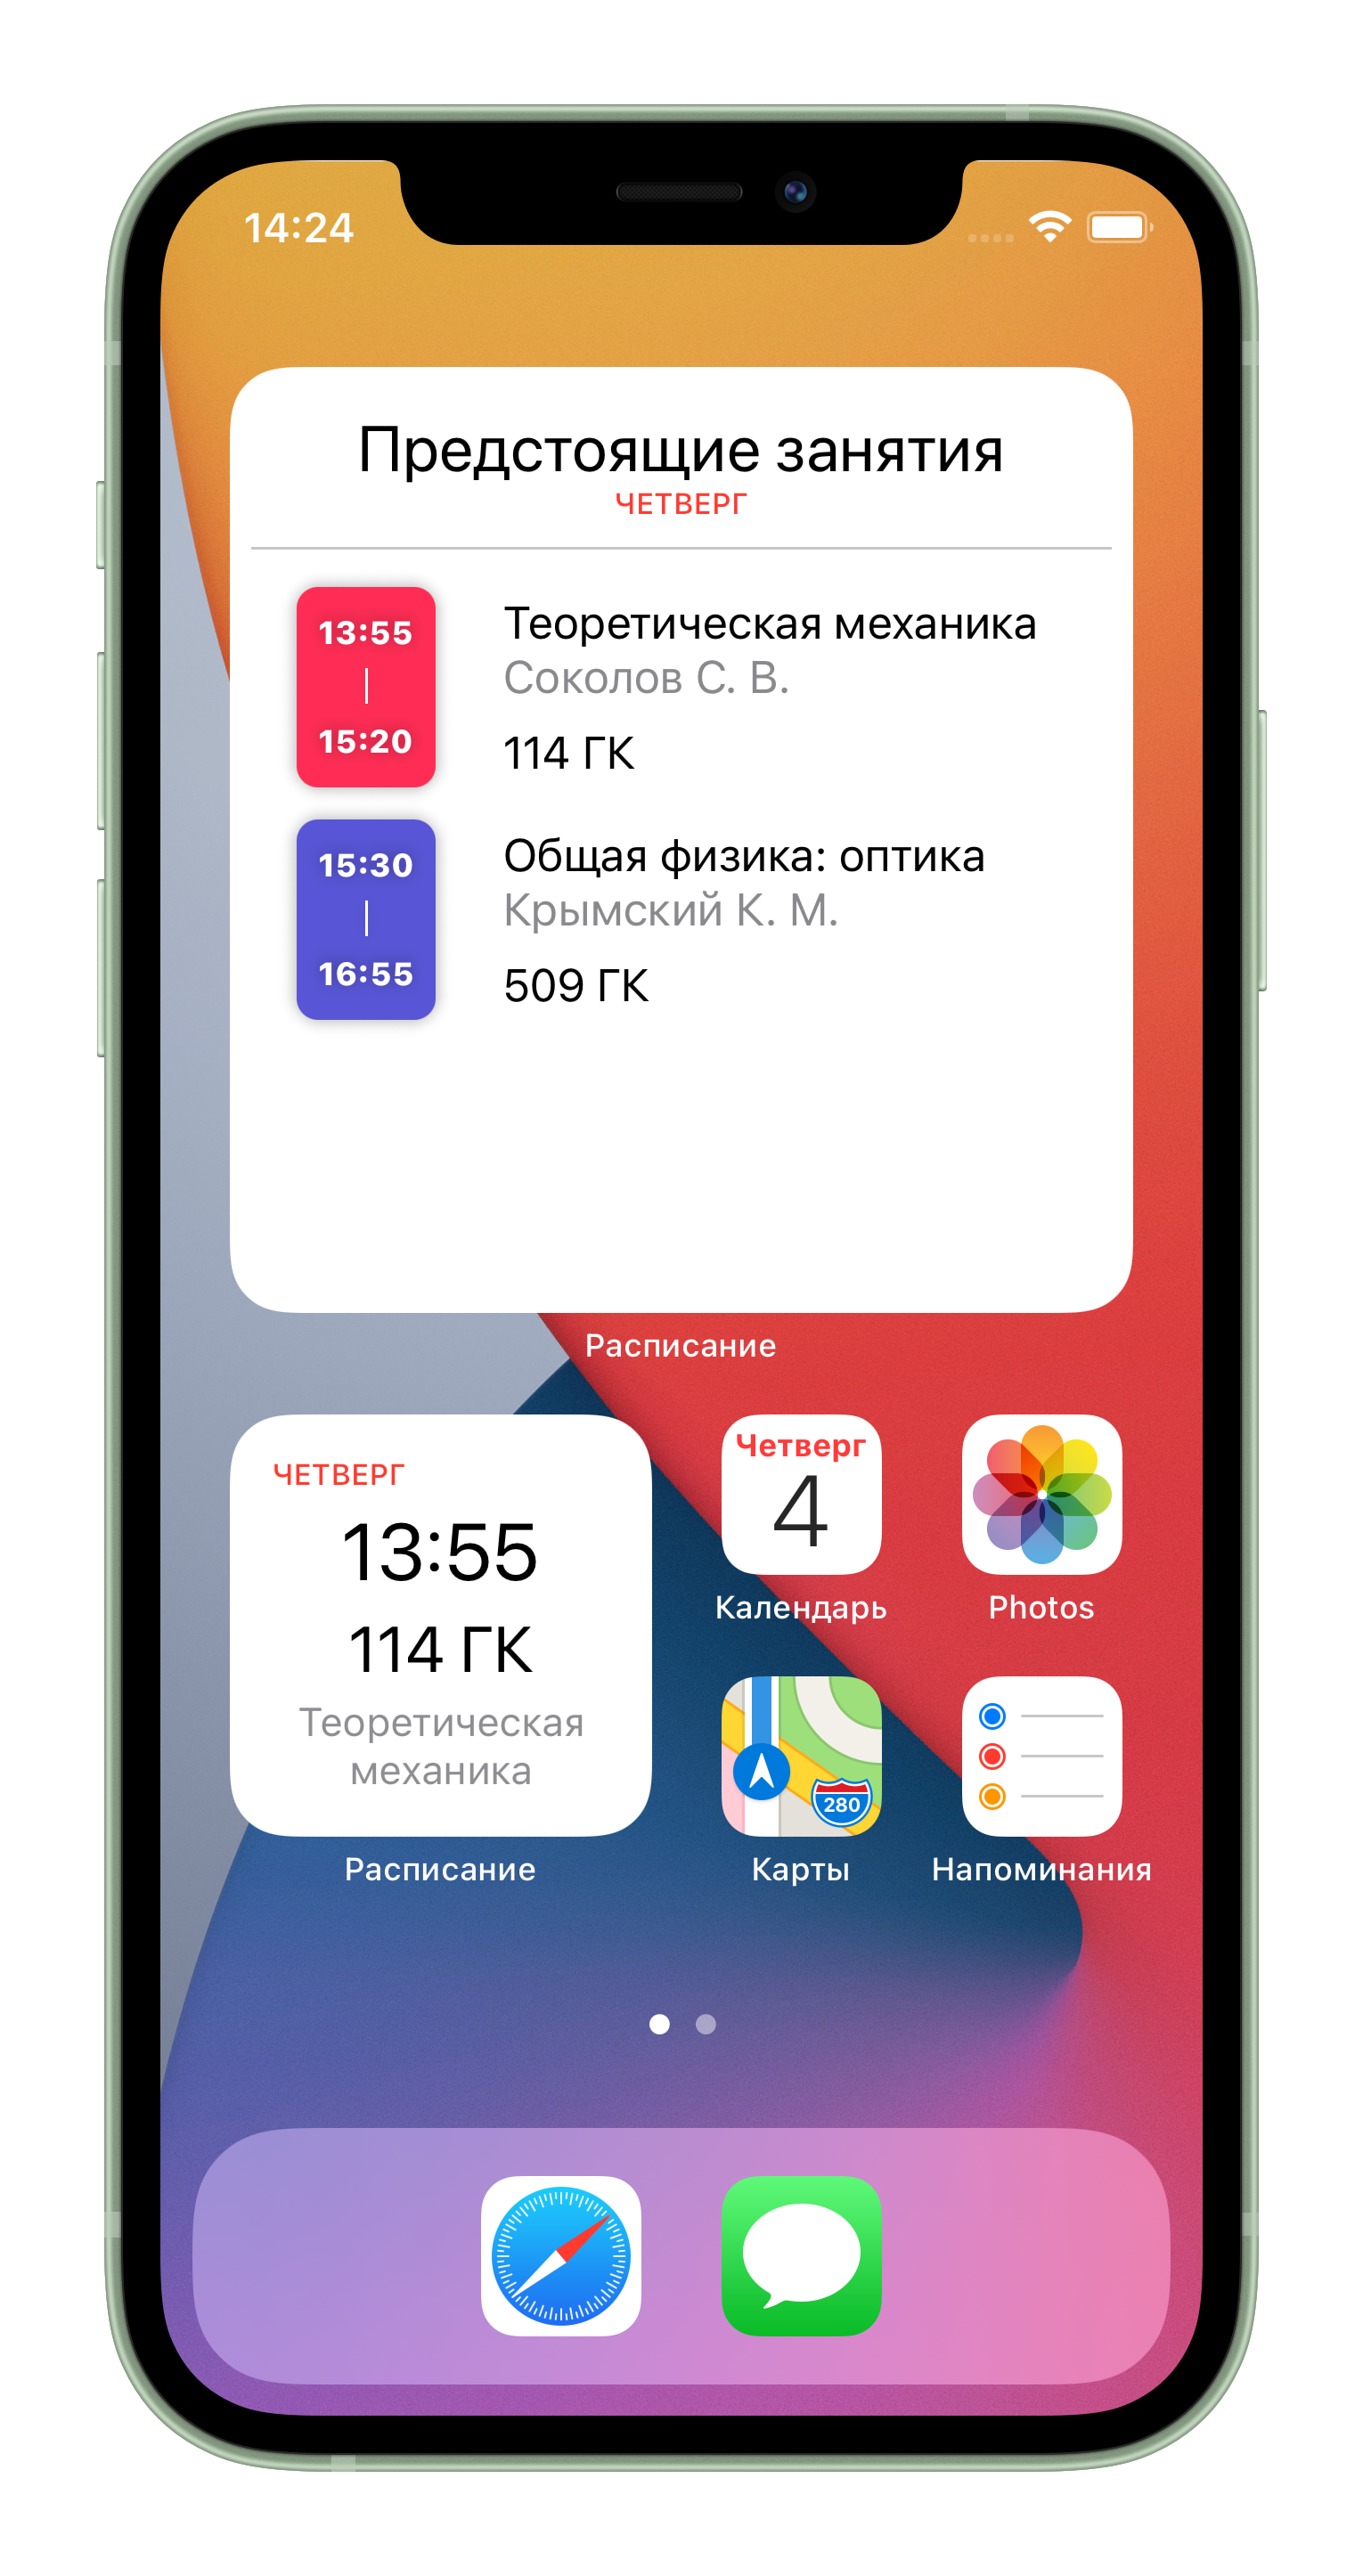 14:24
Предстоящие занятия
ЧЕТВЕРГ
13:55
15:20
Теоретическая механика
Соколов С. В.
114 ГК
15:30
16:55
Общая физика: оптика
Крымский К. М.
509 ГК
Расписание
ЧЕТВЕРГ
13:55
114 ГК
Теоретическая
механика
Расписание
Четверг
4
Календарь
Photos
280
Карты
Напоминания